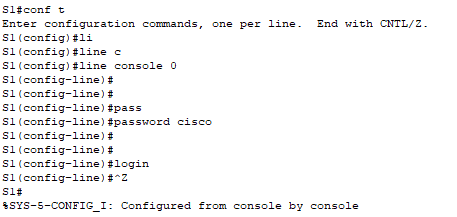 S1#conf t
Enter configuration commands, one per line.  End with CNTL/Z.
S1(config)#li
S1(config)#line c
S1(config)#line console 0
S1(config-line)#
S1(config-line)#
S1(config-line)#pass
S1(config-line)#password cisco
S1(config-line)#
S1(config-line)#
S1(config-line)#login
S1(config-line)#^Z
S1#
%SYS-5-CONFIG_I: Configured from console by console